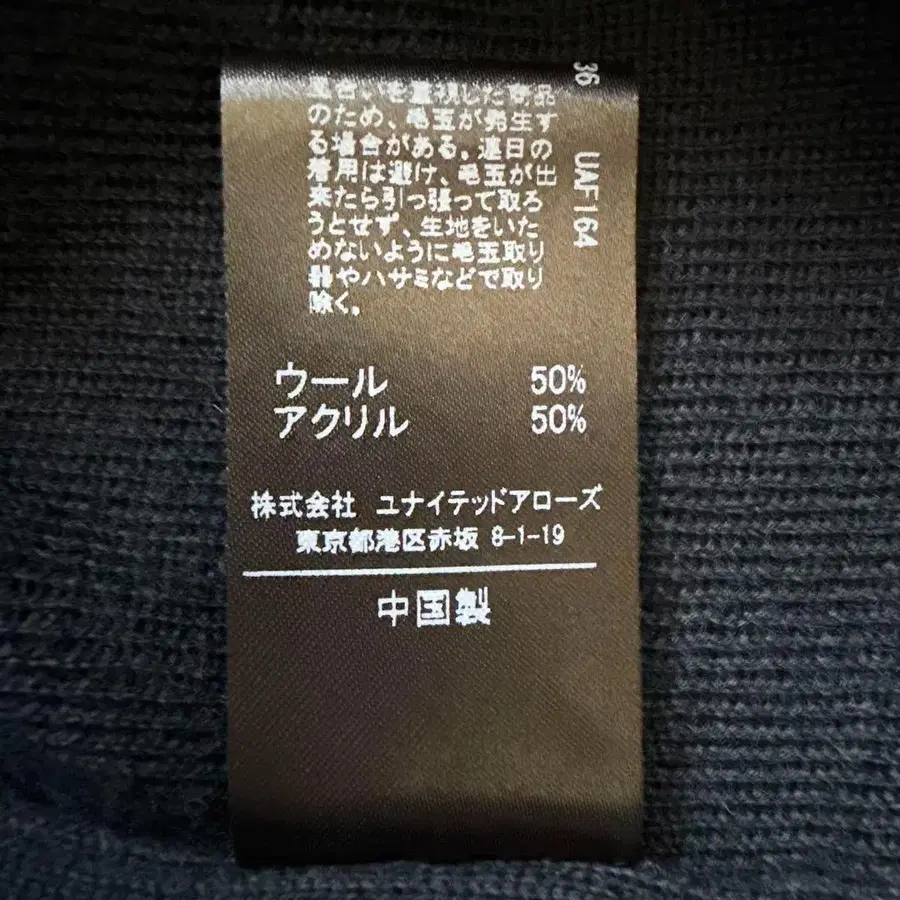 合いを重視した商品
のため、毛玉が発生す
る場合がある。連日の
着用は避け、毛玉が出
来たら引っ張って取ろ
うとせず、生地をいた
めないように毛玉取り
器やハサミなどで取り
除く。
36 UAF164
ウール 50%
アクリル 50%
株式会社 ユナイテッドアローズ
東京都港区赤坂 8-1-19
中国製